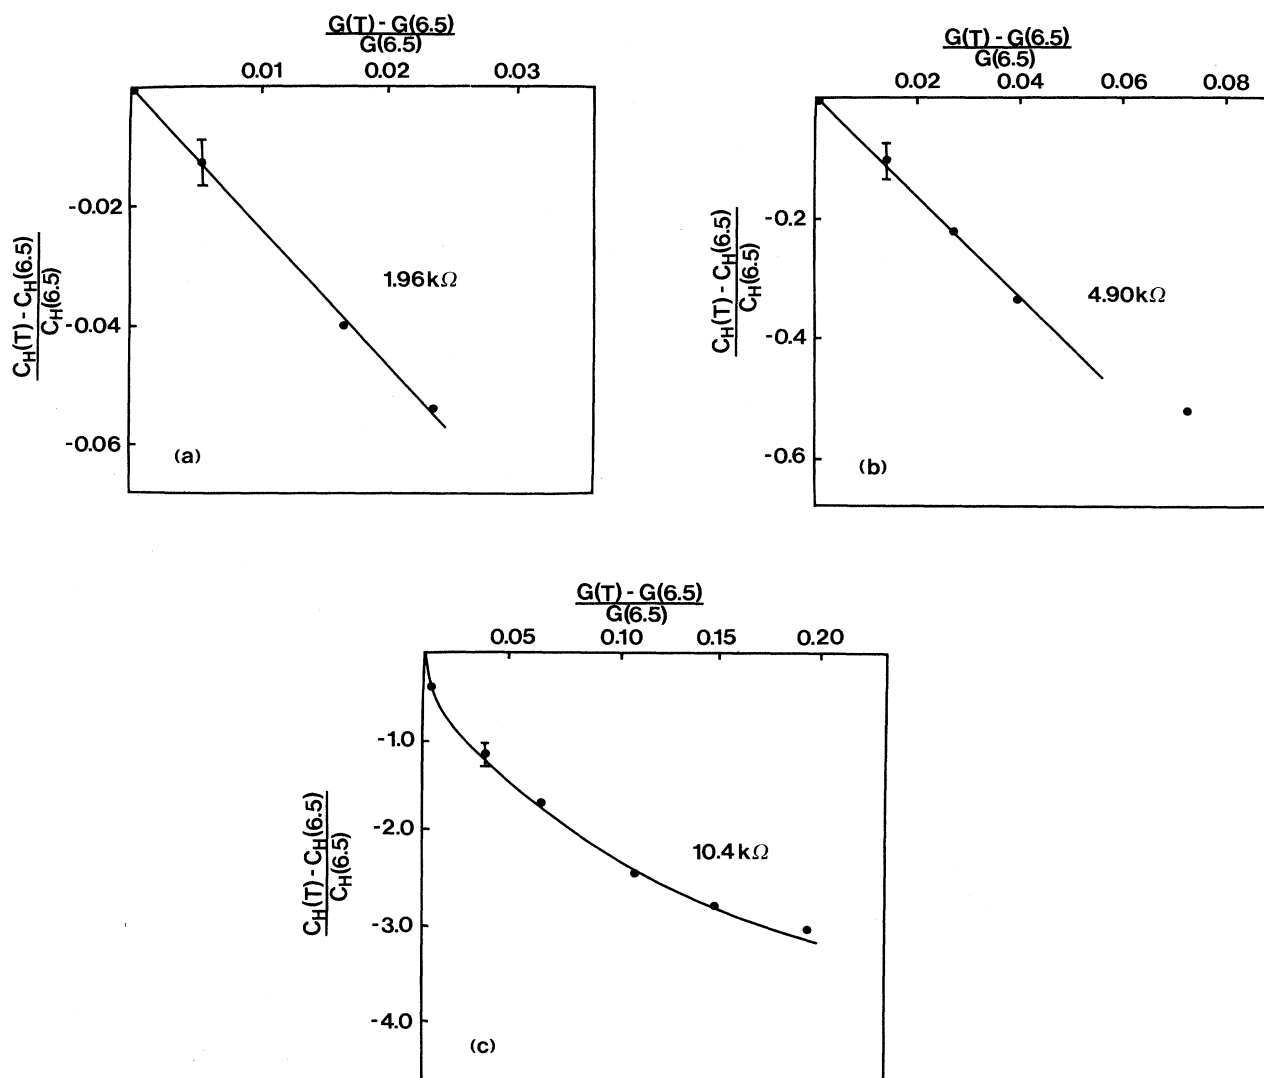 G(T) - G(6.5)
G(6.5)
0.01 0.02 0.03
-0.02
-0.04
-0.06
C_H(T) - C_H(6.5)
C_H(6.5)
1.96kΩ
(a)
G(T) - G(6.5)
G(6.5)
0.02 0.04 0.06 0.08
-0.2
-0.4
-0.6
C_H(T) - C_H(6.5)
C_H(6.5)
4.90kΩ
(b)
G(T) - G(6.5)
G(6.5)
0.05 0.10 0.15 0.20
-1.0
-2.0
-3.0
-4.0
C_H(T) - C_H(6.5)
C_H(6.5)
10.4kΩ
(c)